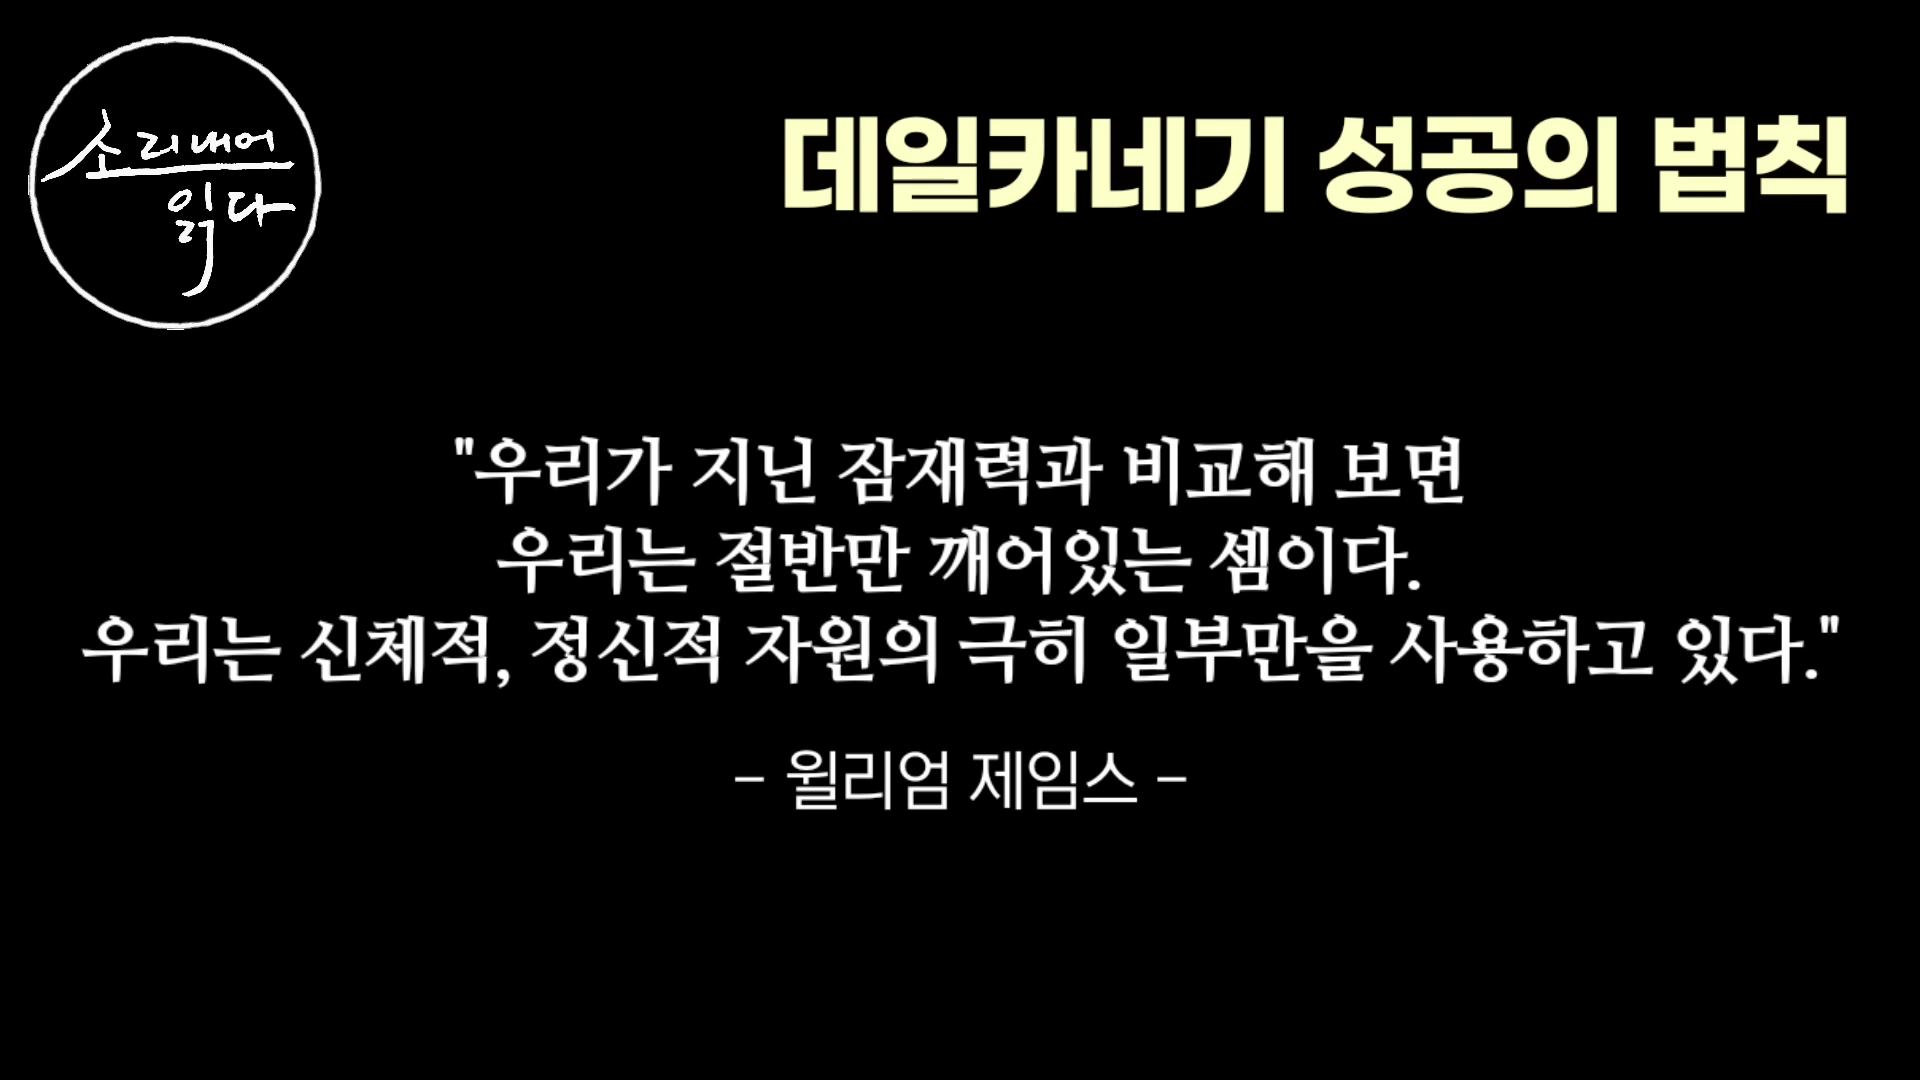 소리내어
읽다
데일카네기 성공의 법칙
"우리가 지닌 잠재력과 비교해 보면
우리는 절반만 깨어있는 셈이다.
우리는 신체적, 정신적 자원의 극히 일부만을 사용하고 있다."
- 윌리엄 제임스 -